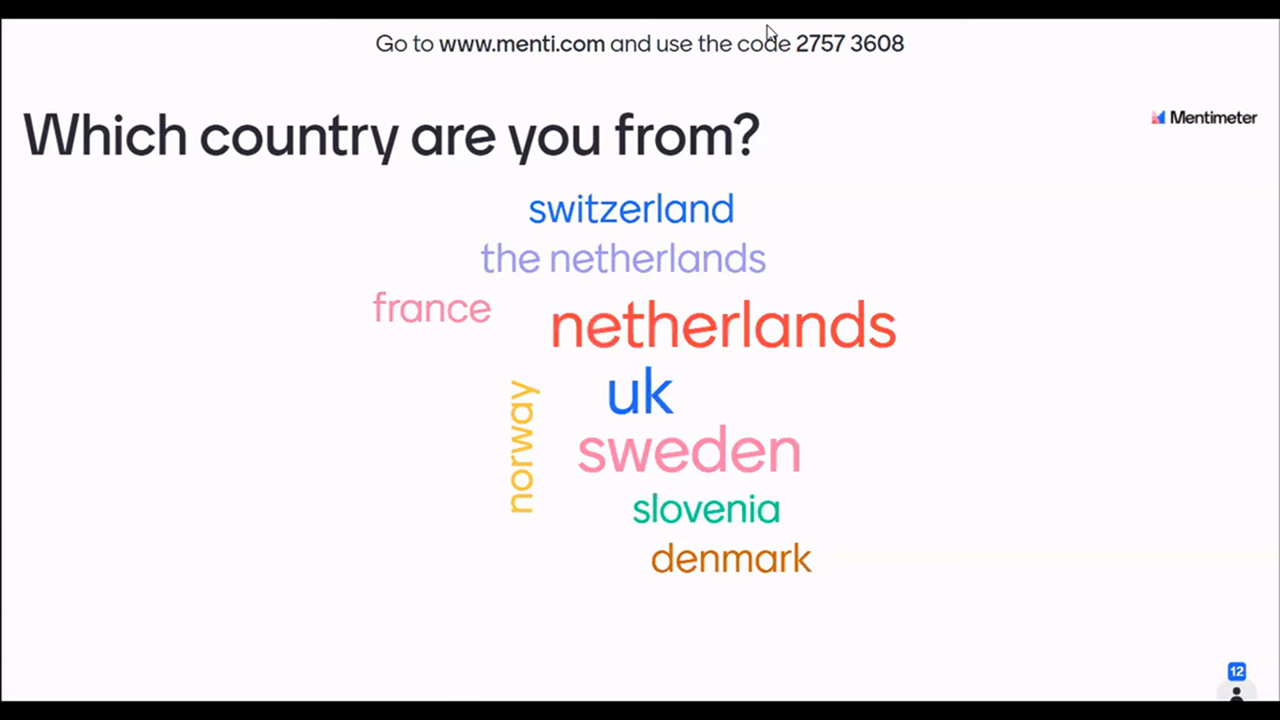 Go to www.menti.com and use the code 2757 3608
Which country are you from?
Mentimeter
switzerland
the netherlands
france
netherlands
uk
norway
sweden
slovenia
denmark
12